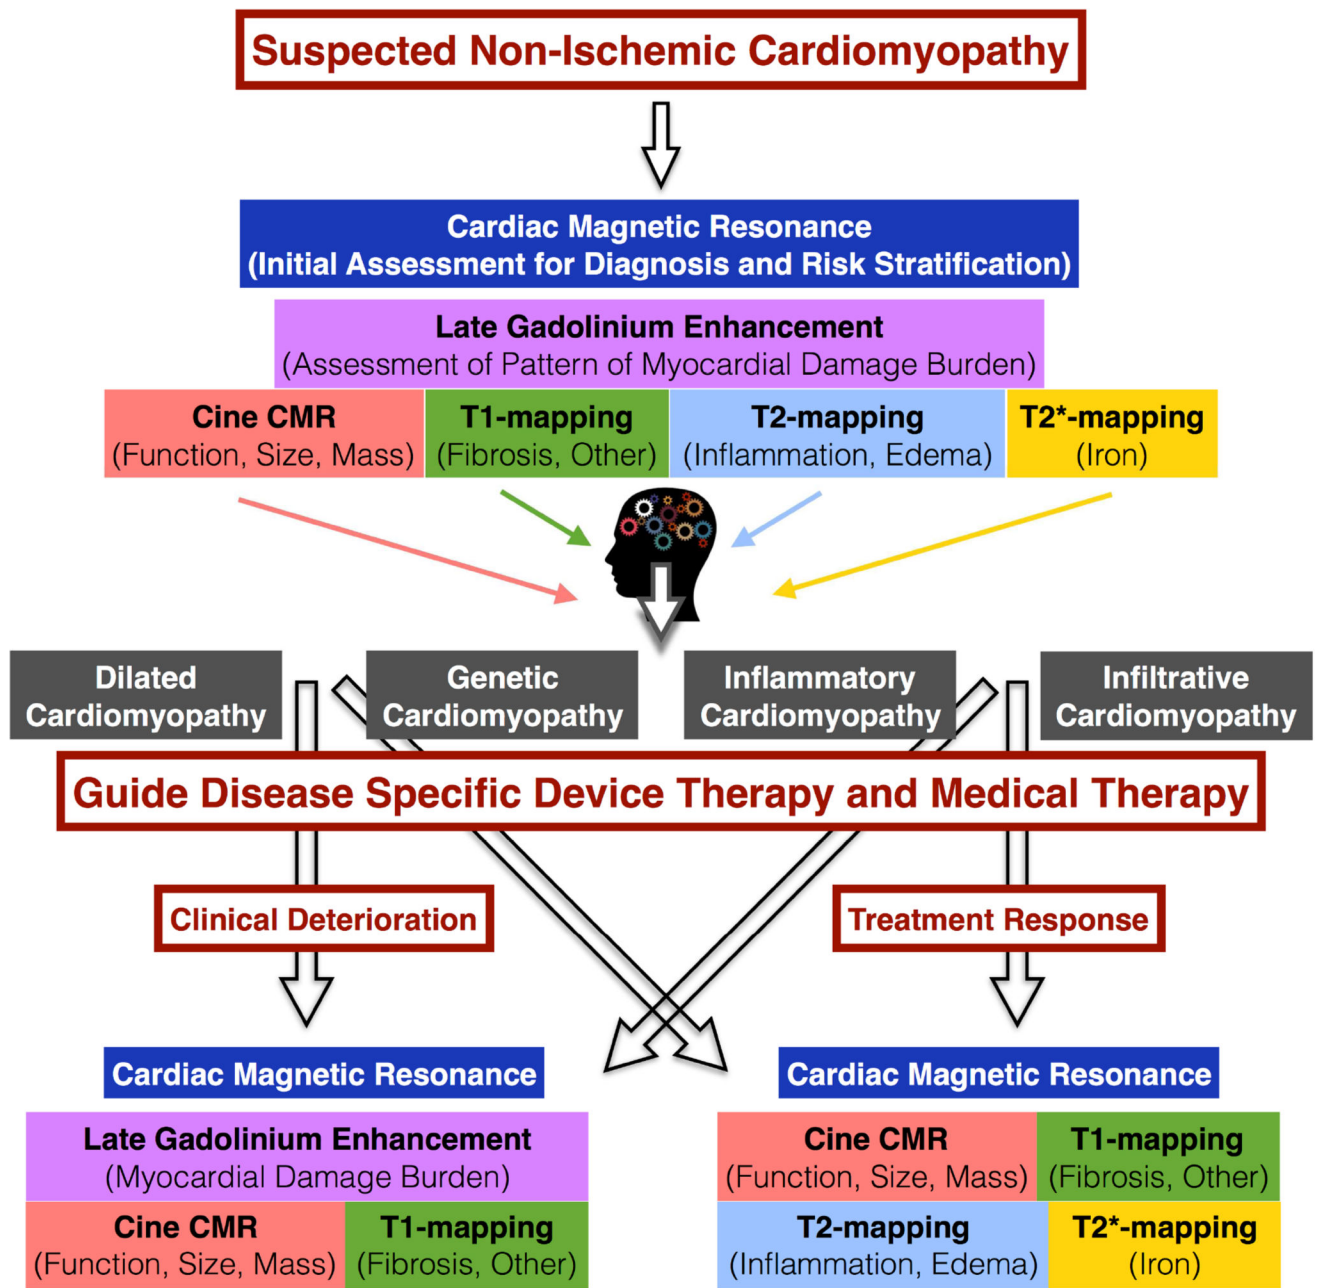 Suspected Non-Ischemic Cardiomyopathy
Cardiac Magnetic Resonance
(Initial Assessment for Diagnosis and Risk Stratification)
Late Gadolinium Enhancement
(Assessment of Pattern of Myocardial Damage Burden)
Cine CMR
(Function, Size, Mass)
T1-mapping
(Fibrosis, Other)
T2-mapping
(Inflammation, Edema)
T2*-mapping
(Iron)
Dilated
Cardiomyopathy
Genetic
Cardiomyopathy
Inflammatory
Cardiomyopathy
Infiltrative
Cardiomyopathy
Guide Disease Specific Device Therapy and Medical Therapy
Clinical Deterioration
Treatment Response
Cardiac Magnetic Resonance
Late Gadolinium Enhancement
(Myocardial Damage Burden)
Cine CMR
(Function, Size, Mass)
T1-mapping
(Fibrosis, Other)
Cardiac Magnetic Resonance
Cine CMR
(Function, Size, Mass)
T1-mapping
(Fibrosis, Other)
T2-mapping
(Inflammation, Edema)
T2*-mapping
(Iron)